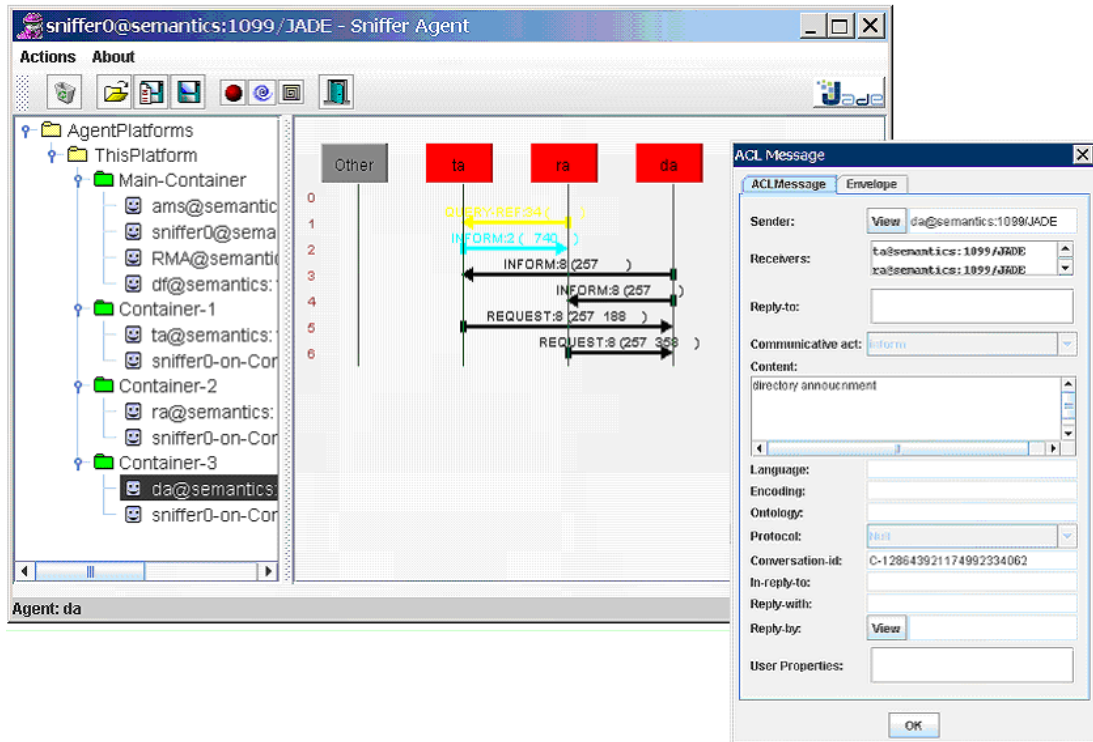 sniffer0@semantics:1099/JADE - Sniffer Agent
Actions About
Jade
AgentPlatforms
ThisPlatform
Main-Container
ams@semantic
sniffer0@sema
RMA@semantic
df@semantics:
Container-1
ta@semantics:
sniffer0-on-Cor
Container-2
ra@semantics:
sniffer0-on-Cor
Container-3
da@semantics:
sniffer0-on-Cor
Other ta ra da
0
1 QUERY-REF:34 ( )
2 INFORM:2 ( 740 )
3 INFORM:8 (257 )
4 INFORM:8 (257 )
5 REQUEST:8 (257 188 )
6 REQUEST:8 (257 358 )
Agent: da
ACL Message
ACLMessage Envelope
Sender: View da@semantics:1099/JADE
Receivers: ta@semantics:1099/JADE
ra@semantics:1099/JADE
Reply-to:
Communicative act: inform
Content:
directory annoucnment
Language:
Encoding:
Ontology:
Protocol: Null
Conversation-id: C-128643921174992334062
In-reply-to:
Reply-with:
Reply-by: View
User Properties:
OK